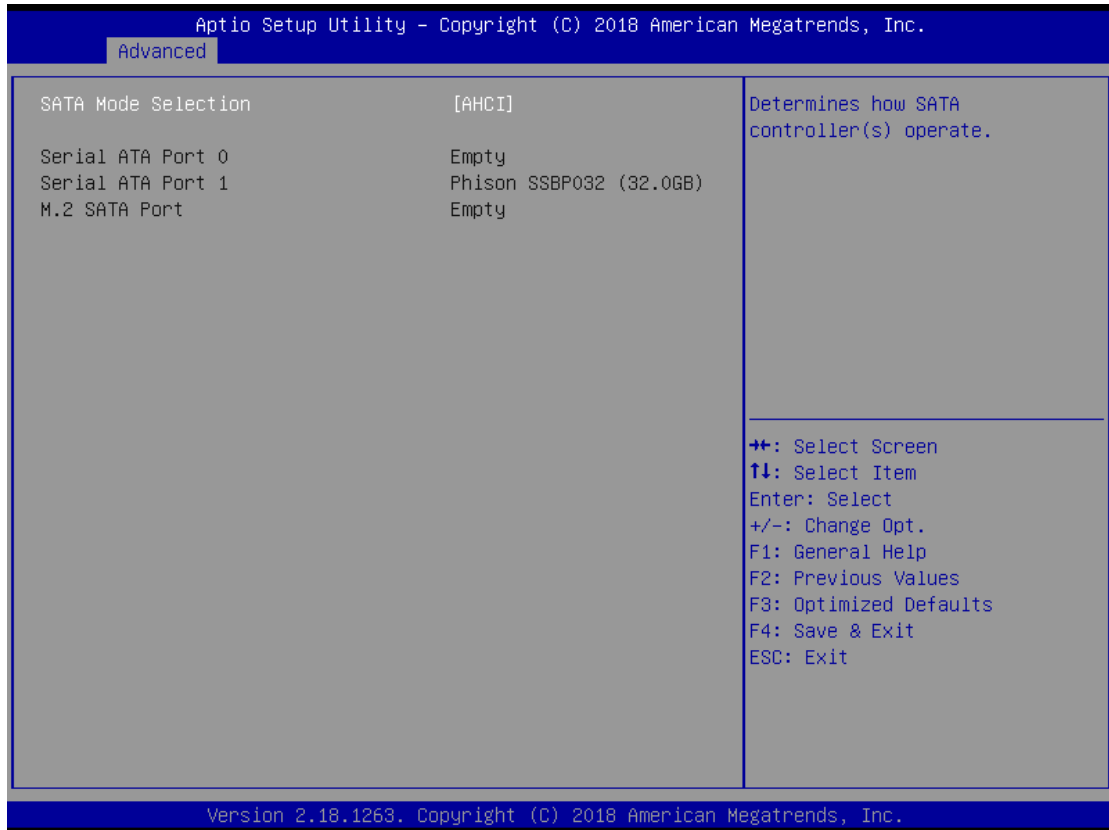 Aptio Setup Utility – Copyright (C) 2018 American Megatrends, Inc.
Advanced
SATA Mode Selection [AHCI]
Serial ATA Port 0 Empty
Serial ATA Port 1 Phison SSBP032 (32.0GB)
M.2 SATA Port Empty
Determines how SATA
controller(s) operate.
→←: Select Screen
↑↓: Select Item
Enter: Select
+/-: Change Opt.
F1: General Help
F2: Previous Values
F3: Optimized Defaults
F4: Save & Exit
ESC: Exit
Version 2.18.1263. Copyright (C) 2018 American Megatrends, Inc.